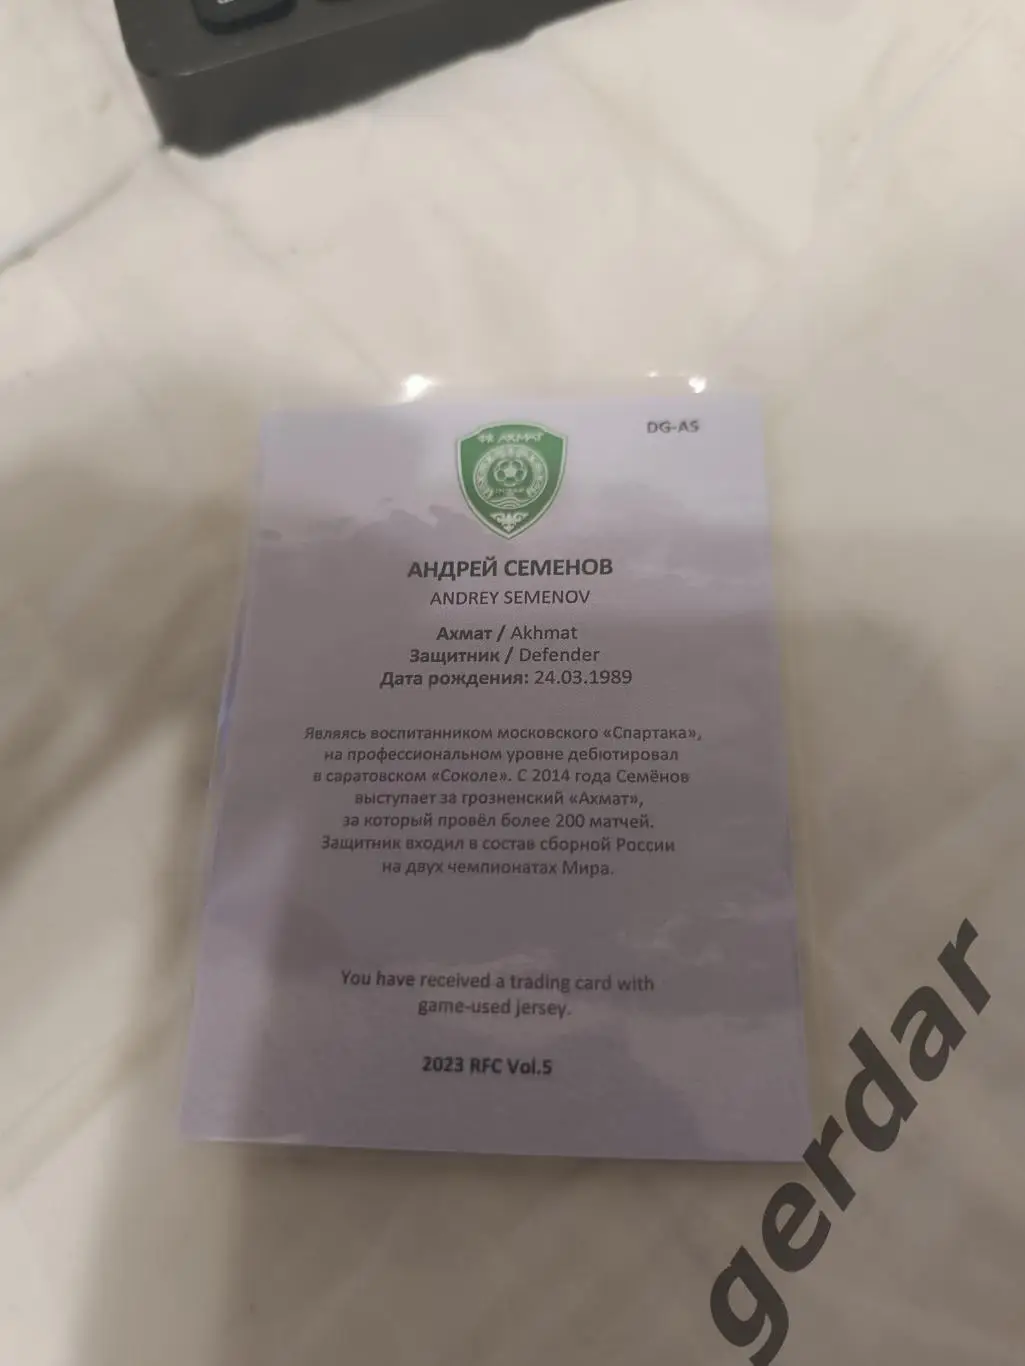 DG-AS
ФК АХМАТ
АНДРЕЙ СЕМЕНОВ
ANDREY SEMENOV
Ахмат / Akhmat
Защитник / Defender
Дата рождения: 24.03.1989
Являясь воспитанником московского «Спартака»,
на профессиональном уровне дебютировал
в саратовском «Соколе». С 2014 года Семёнов
выступает за грозненский «Ахмат»,
за который провёл более 200 матчей.
Защитник входил в состав сборной России
на двух чемпионатах Мира.
You have received a trading card with
game-used jersey.
2023 RFC Vol.5
gerdar